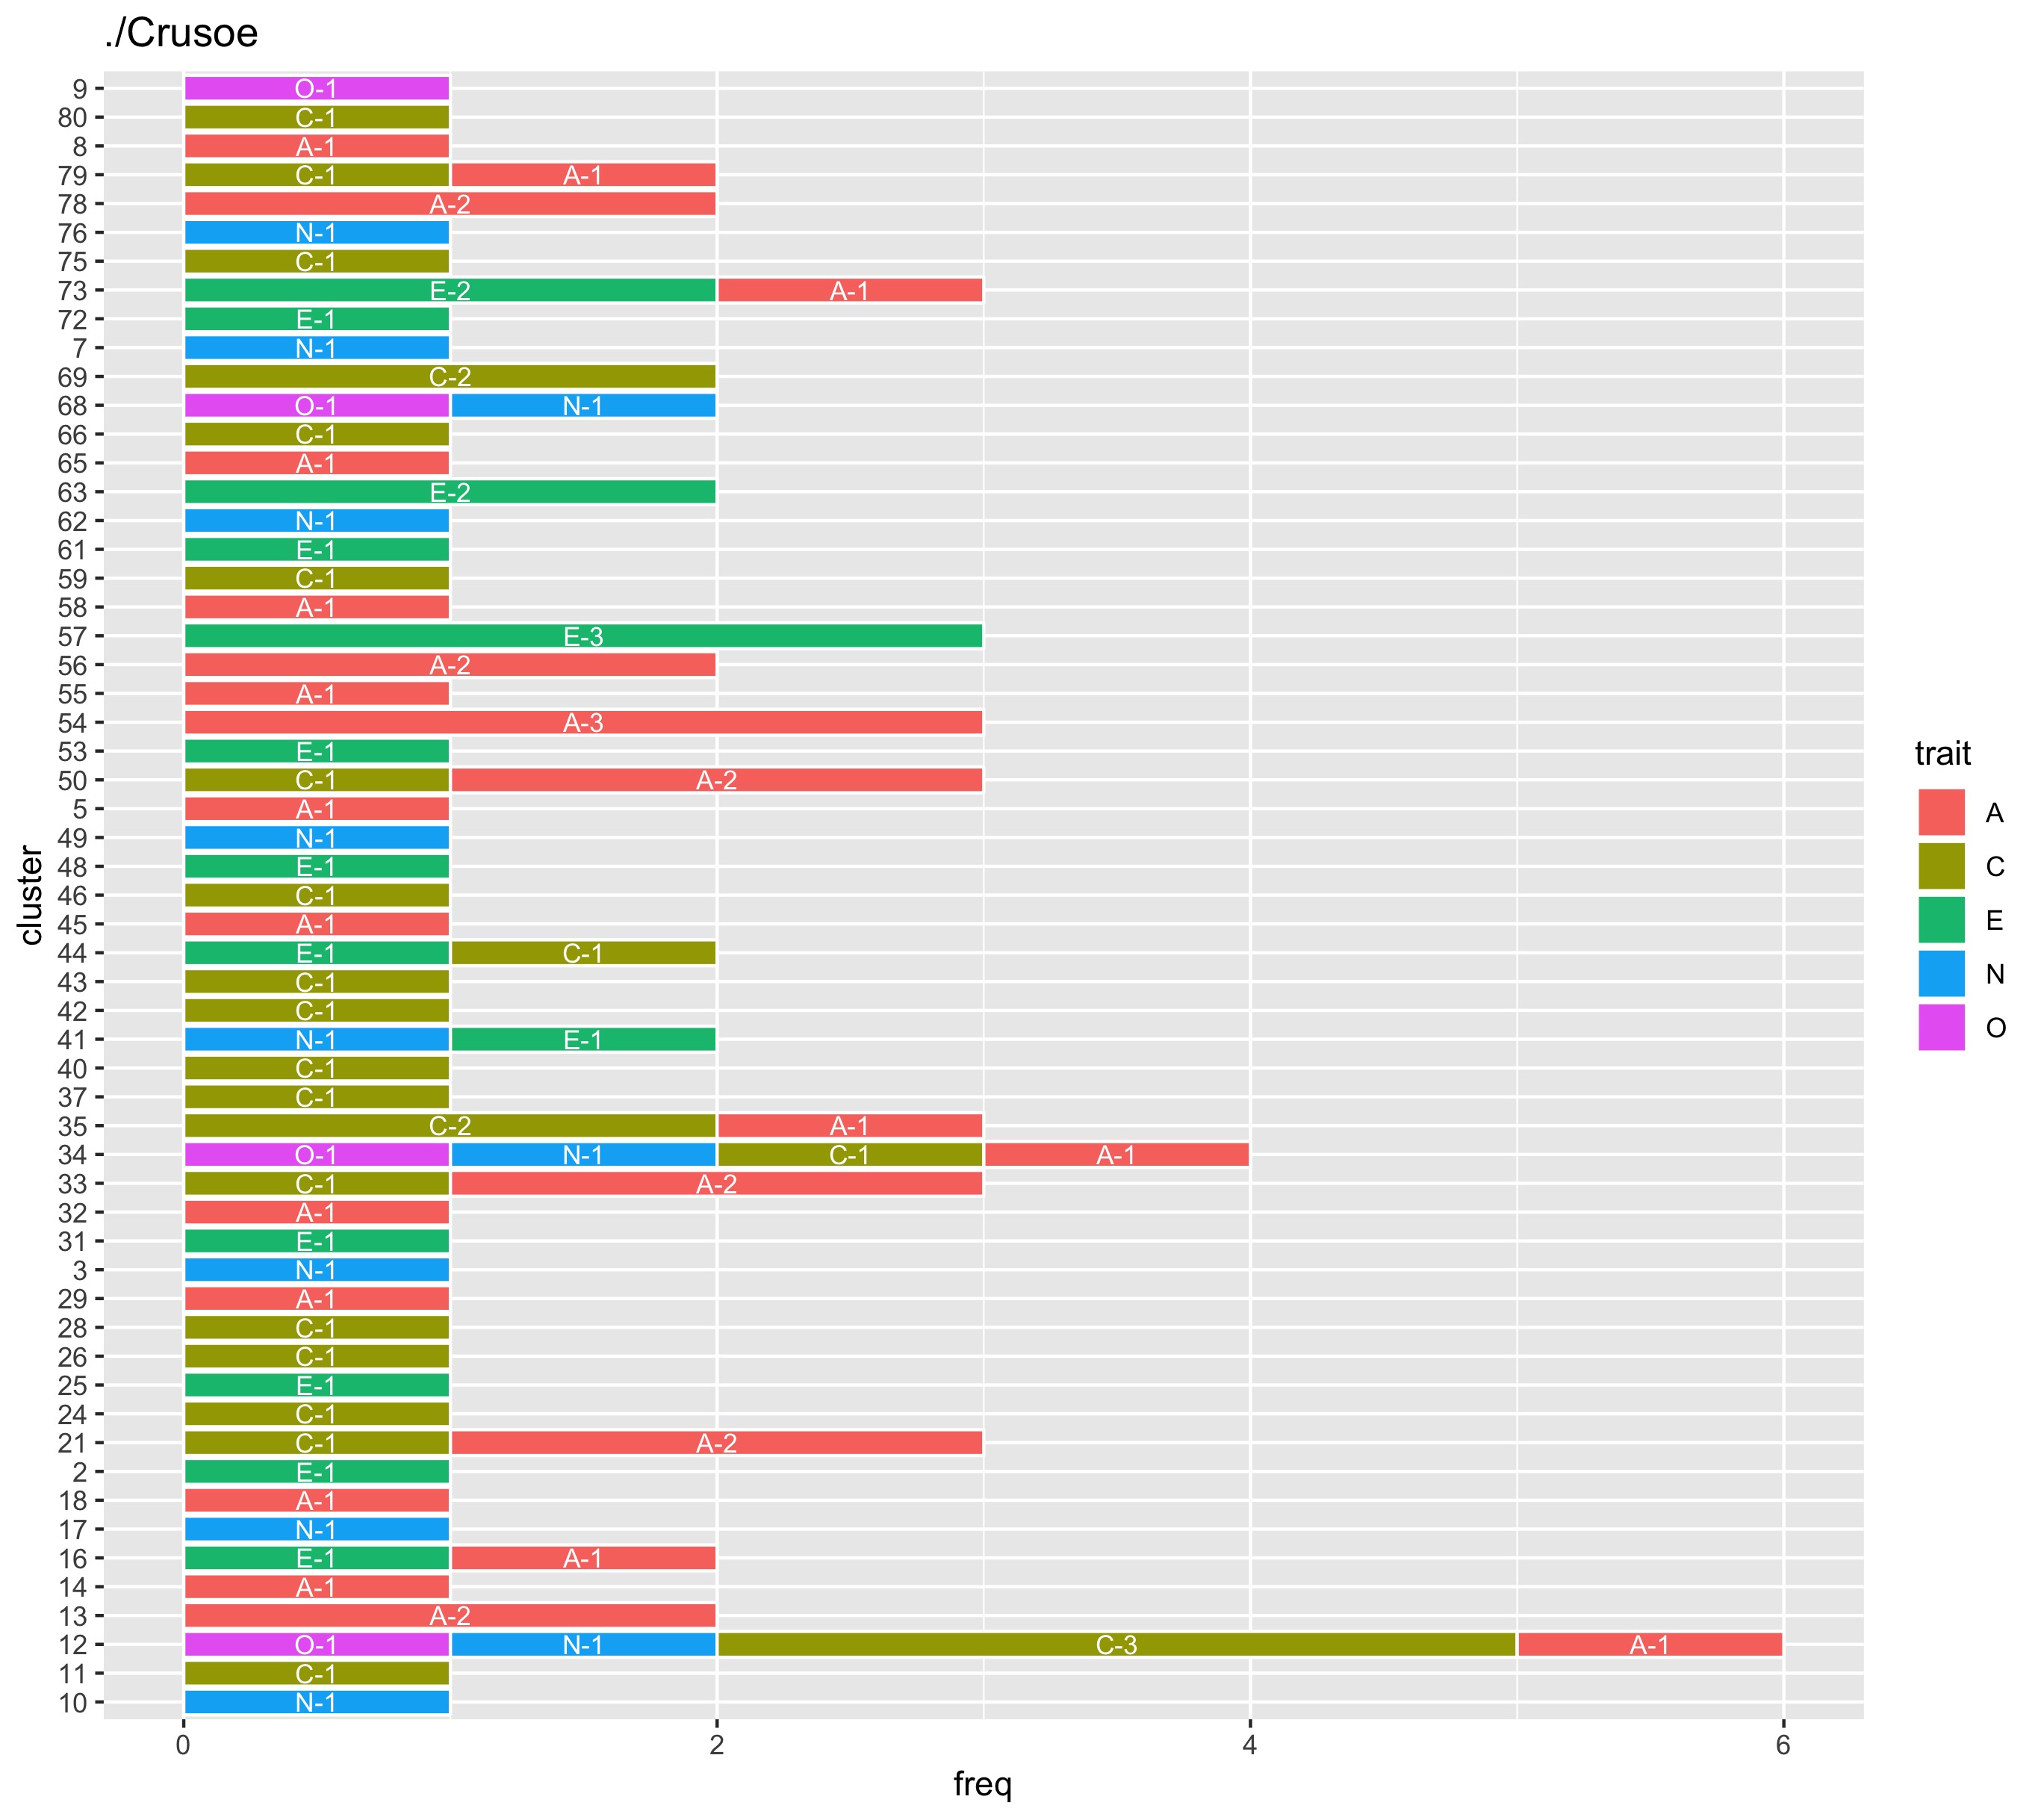 ./Crusoe
9 O-1
80 C-1
8 A-1
79 C-1 A-1
78 A-2
76 N-1
75 C-1
73 E-2 A-1
72 E-1
7 N-1
69 C-2
68 O-1 N-1
66 C-1
65 A-1
63 E-2
62 N-1
61 E-1
59 C-1
58 A-1
57 E-3
56 A-2
55 A-1
54 A-3
53 E-1
50 C-1 A-2
5 A-1
49 N-1
48 E-1
46 C-1
45 A-1
44 E-1 C-1
43 C-1
42 C-1
41 N-1 E-1
40 C-1
37 C-1
35 C-2 A-1
34 O-1 N-1 C-1 A-1
33 C-1 A-2
32 A-1
31 E-1
3 N-1
29 A-1
28 C-1
26 C-1
25 E-1
24 C-1
21 C-1 A-2
2 E-1
18 A-1
17 N-1
16 E-1 A-1
14 A-1
13 A-2
12 O-1 N-1 C-3 A-1
11 C-1
10 N-1
0 2 4 6
freq
cluster
trait
A
C
E
N
O